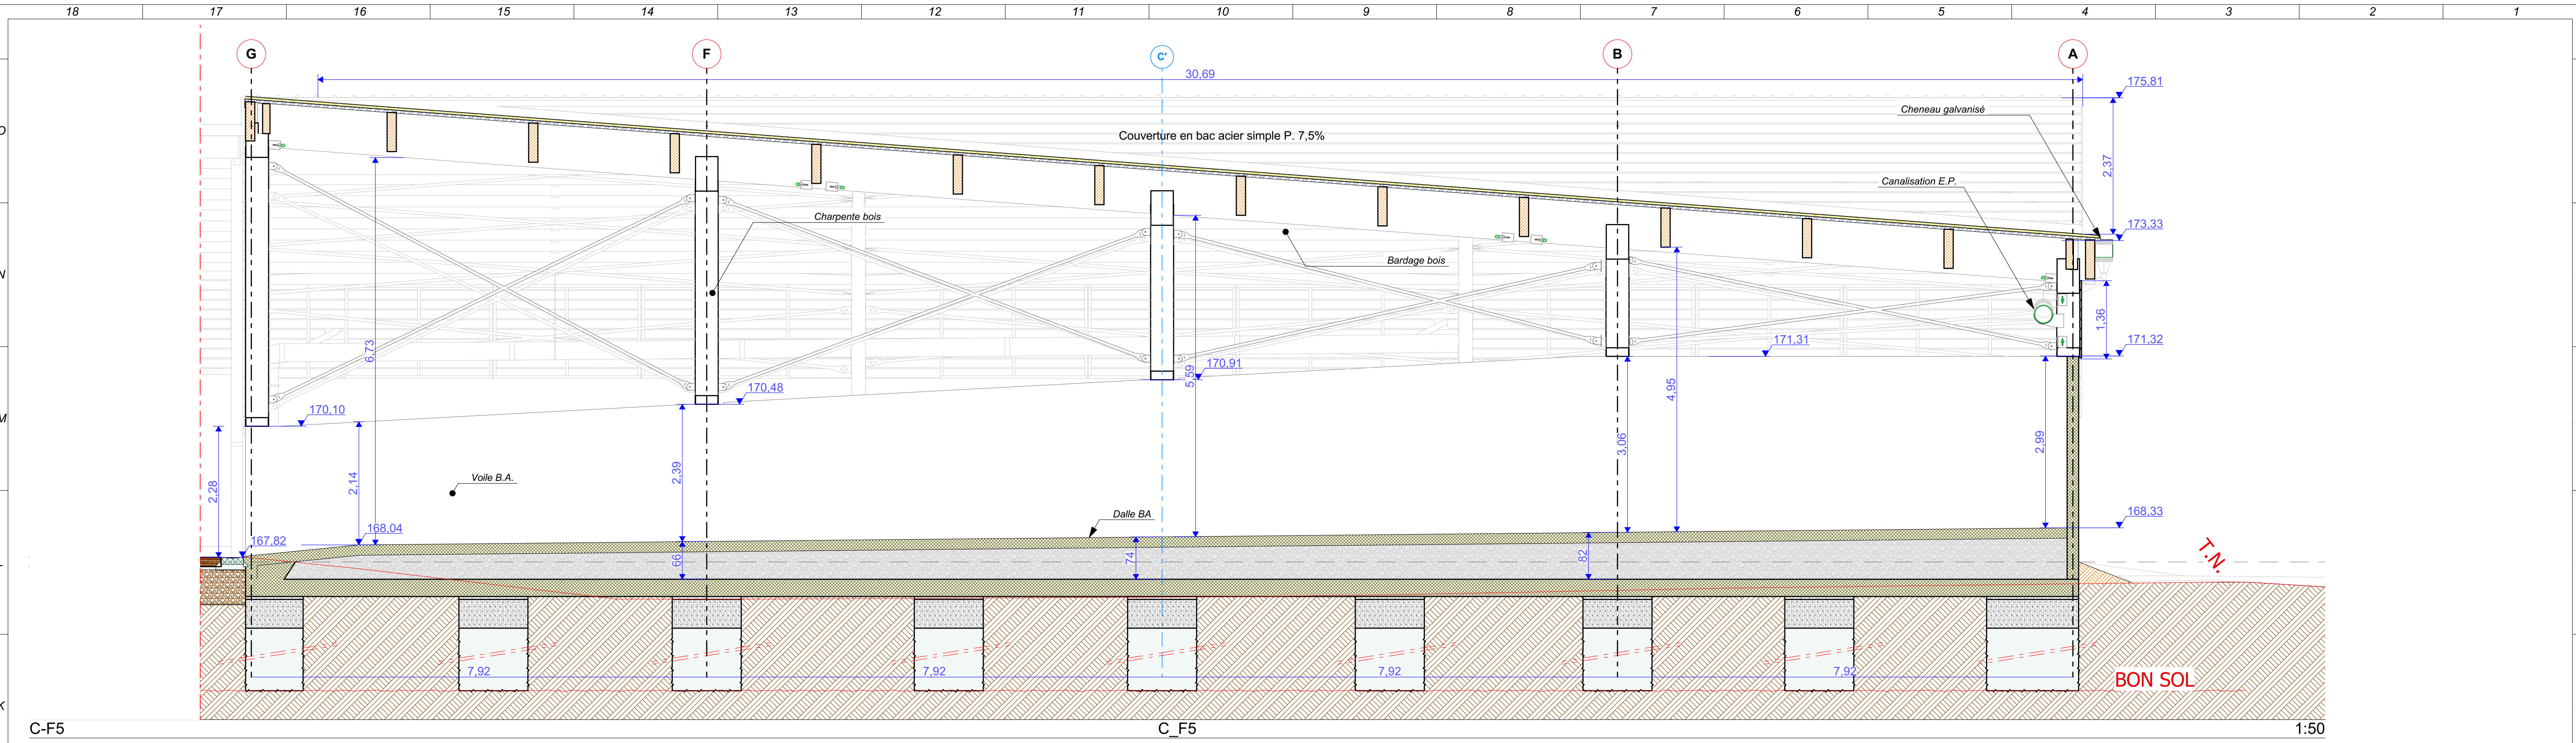 18 17 16 15 14 13 12 11 10 9 8 7 6 5 4 3 2 1
G F C' B A
30,69
175,81
Cheneau galvanisé
Couverture en bac acier simple P. 7,5%
2,37
Canalisation E.P.
Charpente bois
173,33
Bardage bois
N
1,36
6,73
171,31
171,32
170,91
5,59
4,95
170,48
170,10
M
3,06
2,99
2,39
2,14
Voile B.A.
2,28
Dalle BA
168,33
168,04
167,82
66
74
82
T.N.
7,92 7,92 7,92 7,92
BON SOL
K
C-F5 C_F5 1:50